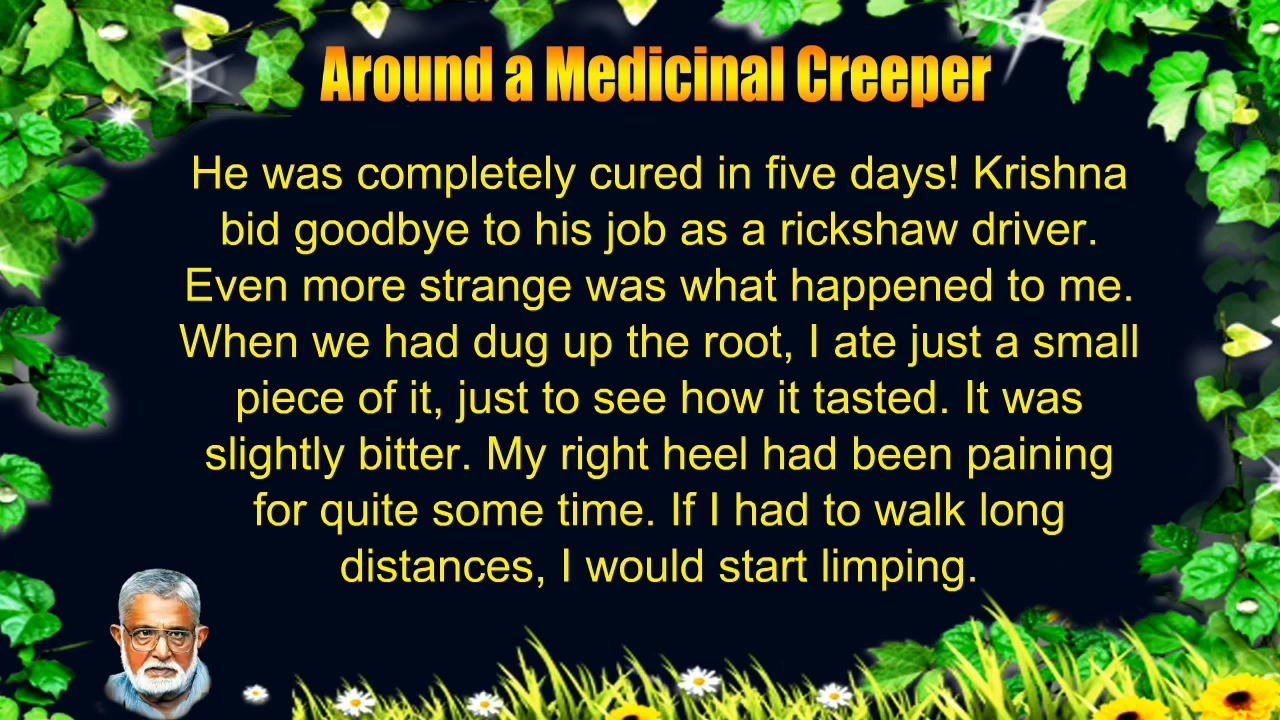 Around a Medicinal Creeper
He was completely cured in five days! Krishna
bid goodbye to his job as a rickshaw driver.
Even more strange was what happened to me.
When we had dug up the root, I ate just a small
piece of it, just to see how it tasted. It was
slightly bitter. My right heel had been paining
for quite some time. If I had to walk long
distances, I would start limping.